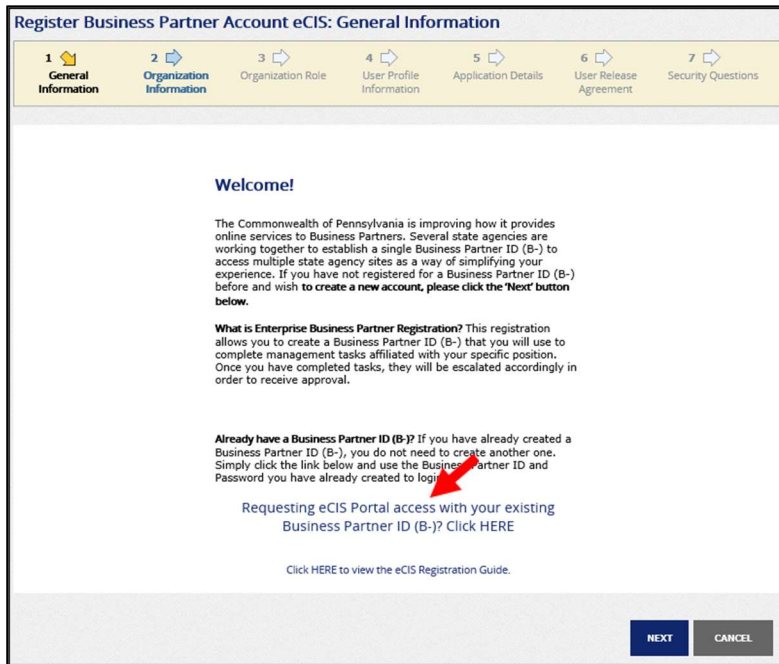 Register Business Partner Account eCIS: General Information
1
General
Information
2
Organization
Information
3
Organization Role
4
User Profile
Information
5
Application Details
6
User Release
Agreement
7
Security Questions
Welcome!
The Commonwealth of Pennsylvania is improving how it provides
online services to Business Partners. Several state agencies are
working together to establish a single Business Partner ID (B-) to
access multiple state agency sites as a way of simplifying your
experience. If you have not registered for a Business Partner ID (B-)
before and wish to create a new account, please click the 'Next' button
below.
What is Enterprise Business Partner Registration? This registration
allows you to create a Business Partner ID (B-) that you will use to
complete management tasks affiliated with your specific position.
Once you have completed tasks, they will be escalated accordingly in
order to receive approval.
Already have a Business Partner ID (B-)? If you have already created a
Business Partner ID (B-), you do not need to create another one.
Simply click the link below and use the Business Partner ID and
Password you have already created to login
Requesting eCIS Portal access with your existing
Business Partner ID (B-)? Click HERE
Click HERE to view the eCIS Registration Guide.
NEXT
CANCEL